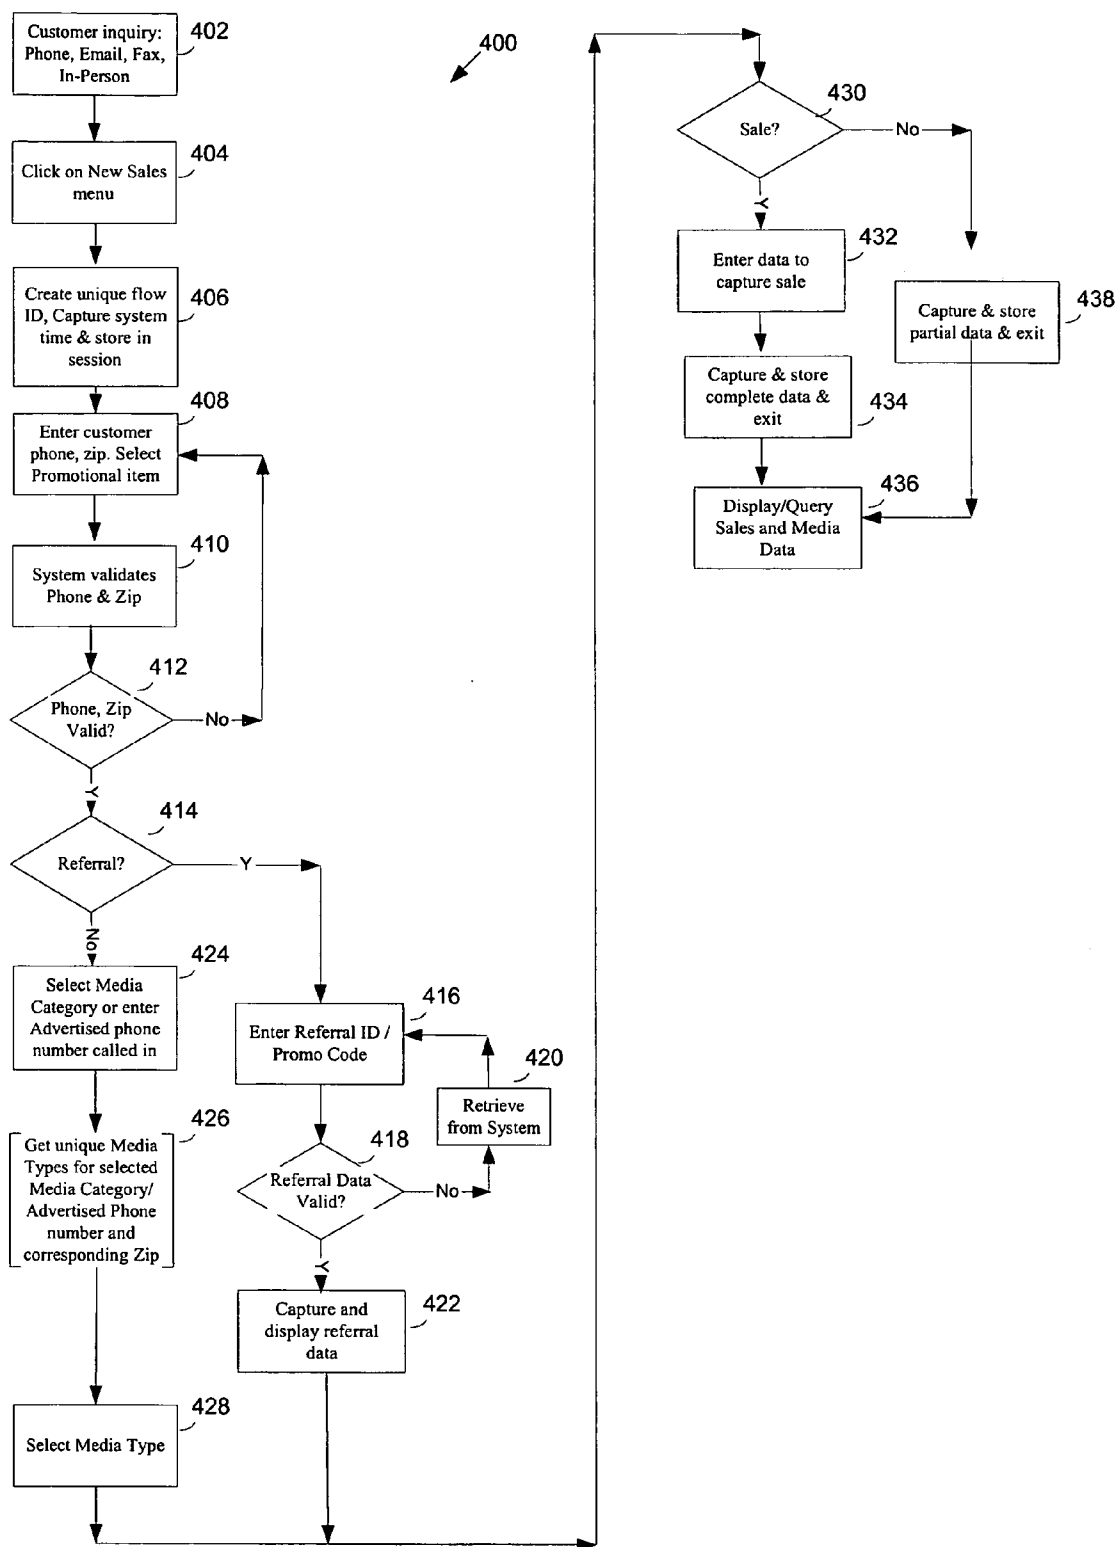 Customer inquiry:
Phone, Email, Fax,
In-Person
402
400
Click on New Sales
menu
404
Create unique flow
ID, Capture system
time & store in
session
406
Enter customer
phone, zip. Select
Promotional item
408
System validates
Phone & Zip
410
Phone, Zip
Valid?
412
No
Y
Referral?
414
Y
No
Select Media
Category or enter
Advertised phone
number called in
424
Get unique Media
Types for selected
Media Category/
Advertised Phone
number and
corresponding Zip
426
Select Media Type
428
Enter Referral ID /
Promo Code
416
Retrieve
from System
420
Referral Data
Valid?
418
No
Y
Capture and
display referral
data
422
Sale?
430
No
Y
Enter data to
capture sale
432
Capture & store
complete data &
exit
434
Display/Query
Sales and Media
Data
436
Capture & store
partial data & exit
438